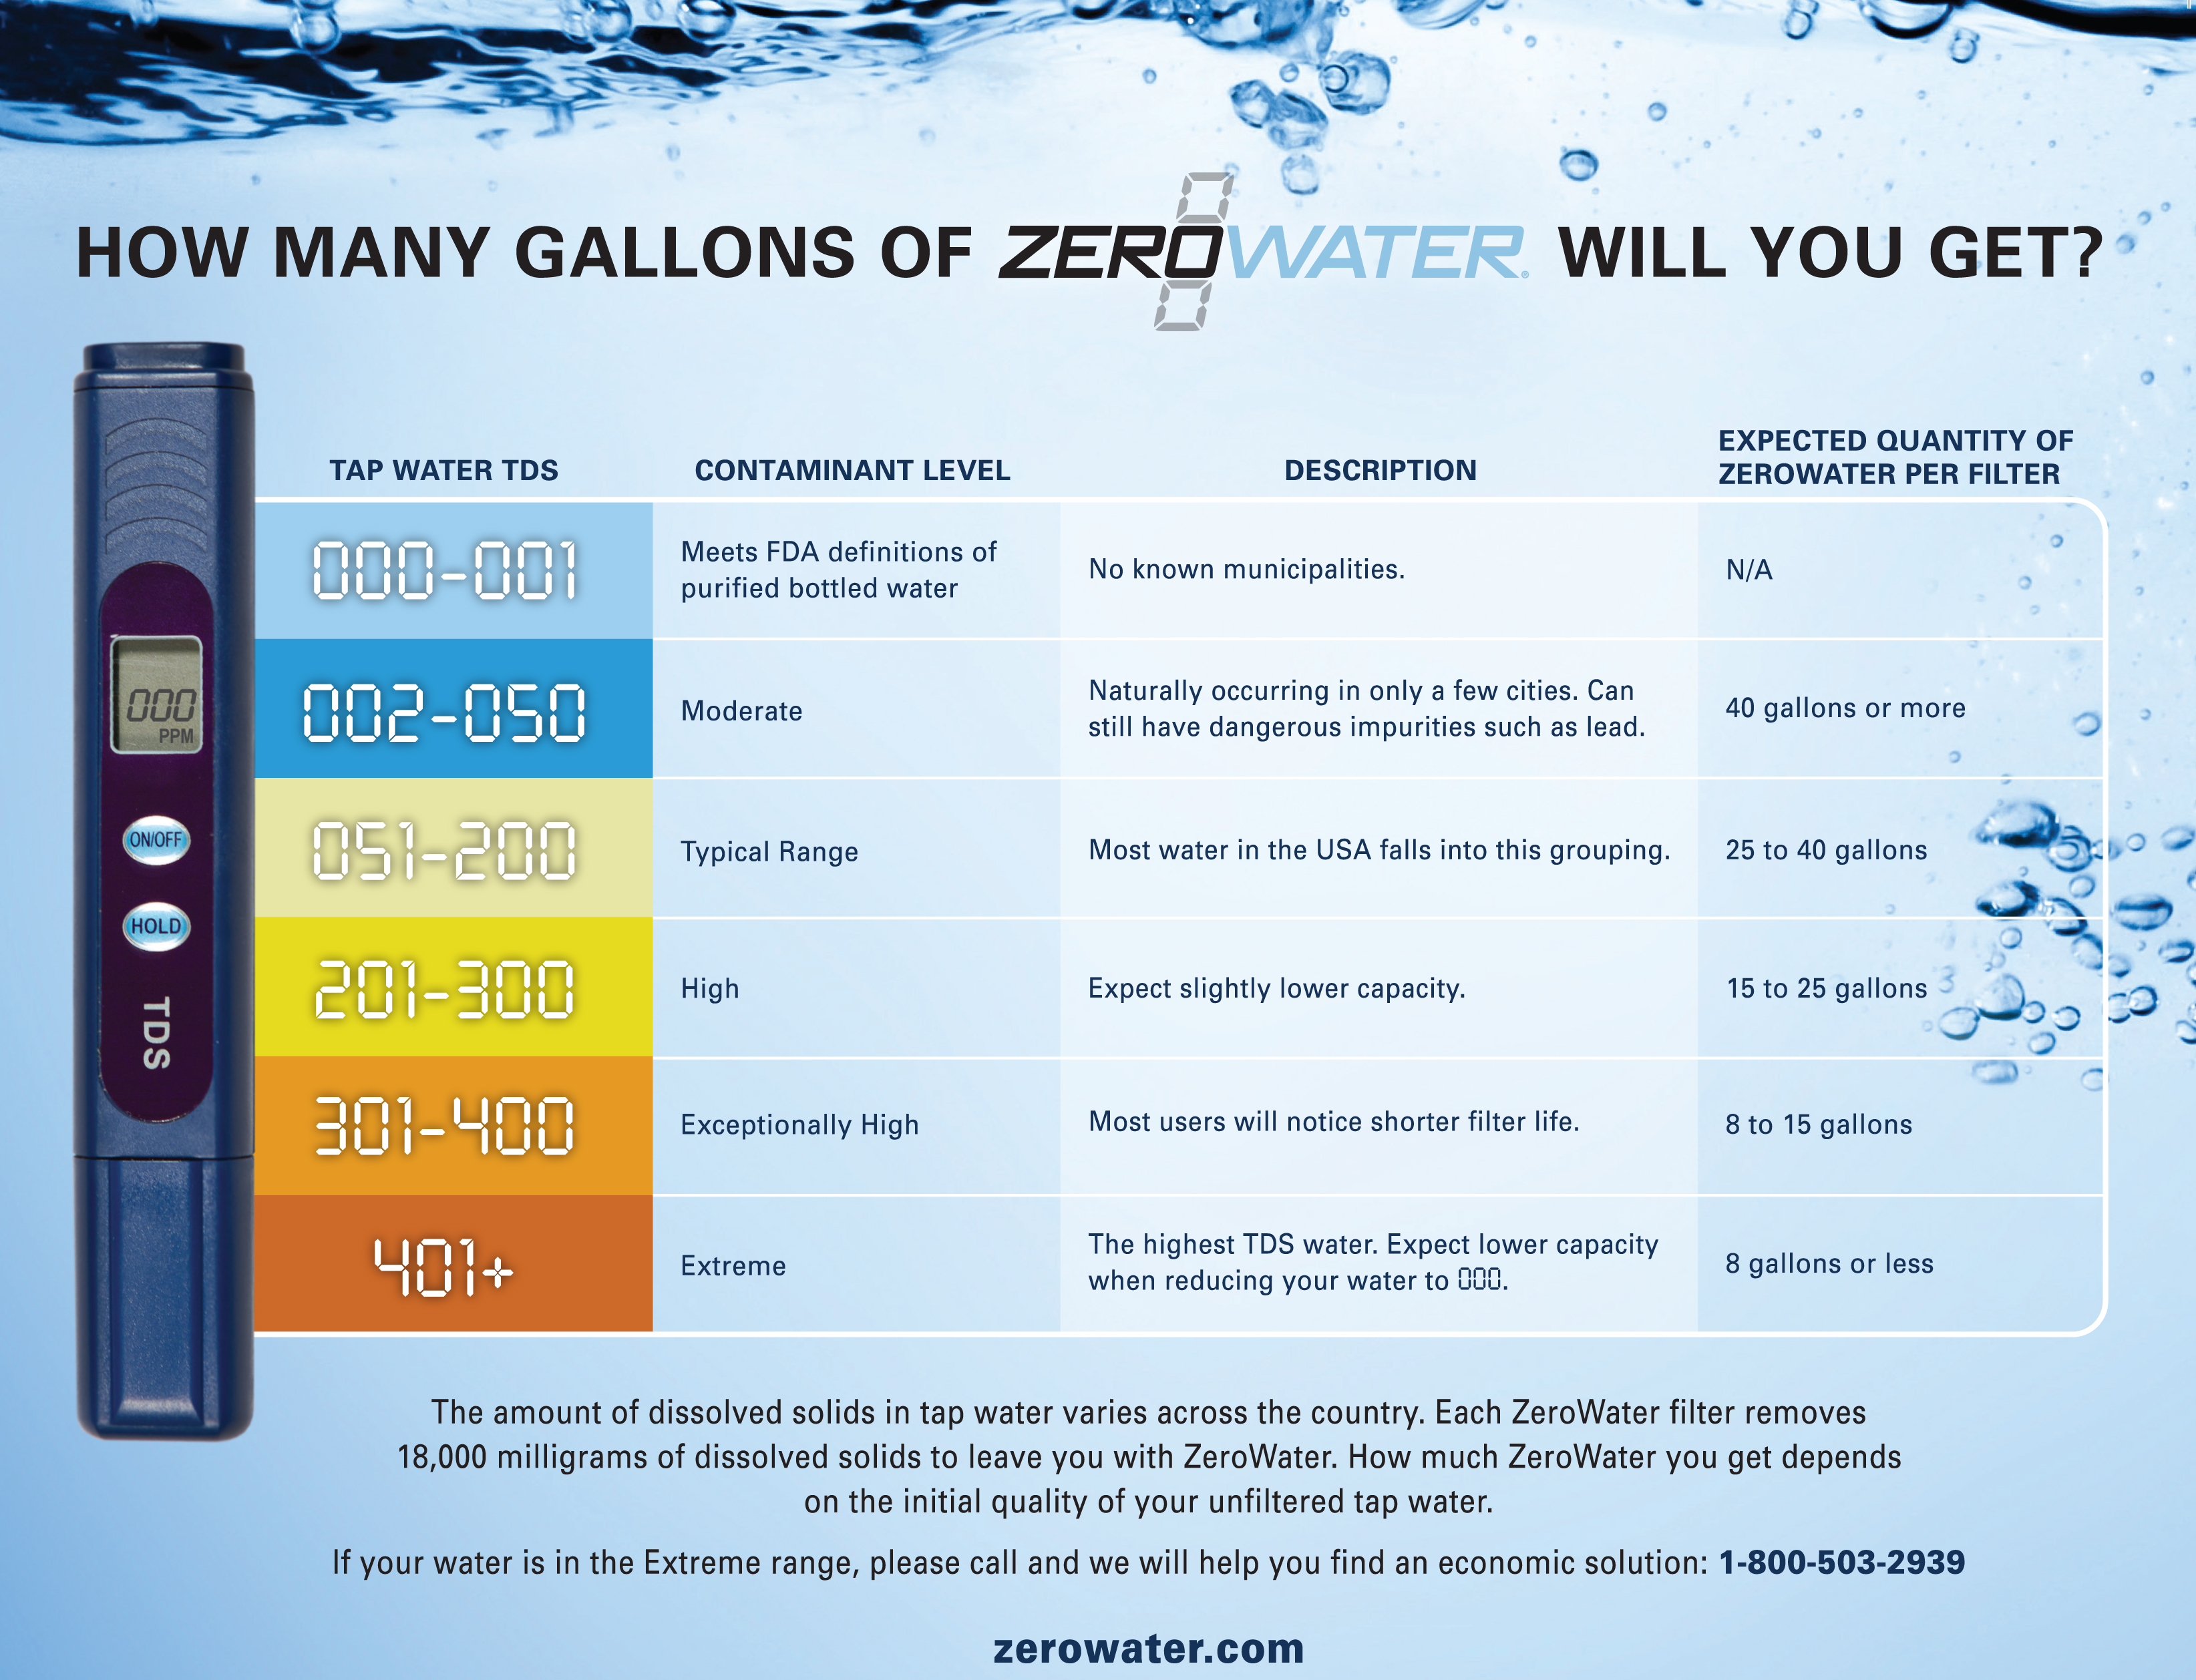 HOW MANY GALLONS OF ZEROWATER® WILL YOU GET?
TAP WATER TDS
CONTAMINANT LEVEL
DESCRIPTION
EXPECTED QUANTITY OF
ZEROWATER PER FILTER
000-001
Meets FDA definitions of
purified bottled water
No known municipalities.
N/A
002-050
Moderate
Naturally occurring in only a few cities. Can
still have dangerous impurities such as lead.
40 gallons or more
051-200
Typical Range
Most water in the USA falls into this grouping.
25 to 40 gallons
201-300
High
Expect slightly lower capacity.
15 to 25 gallons
301-400
Exceptionally High
Most users will notice shorter filter life.
8 to 15 gallons
401+
Extreme
The highest TDS water. Expect lower capacity
when reducing your water to 000.
8 gallons or less
000
PPM
ON/OFF
HOLD
TDS
The amount of dissolved solids in tap water varies across the country. Each ZeroWater filter removes
18,000 milligrams of dissolved solids to leave you with ZeroWater. How much ZeroWater you get depends
on the initial quality of your unfiltered tap water.
If your water is in the Extreme range, please call and we will help you find an economic solution: 1-800-503-2939
zerowater.com